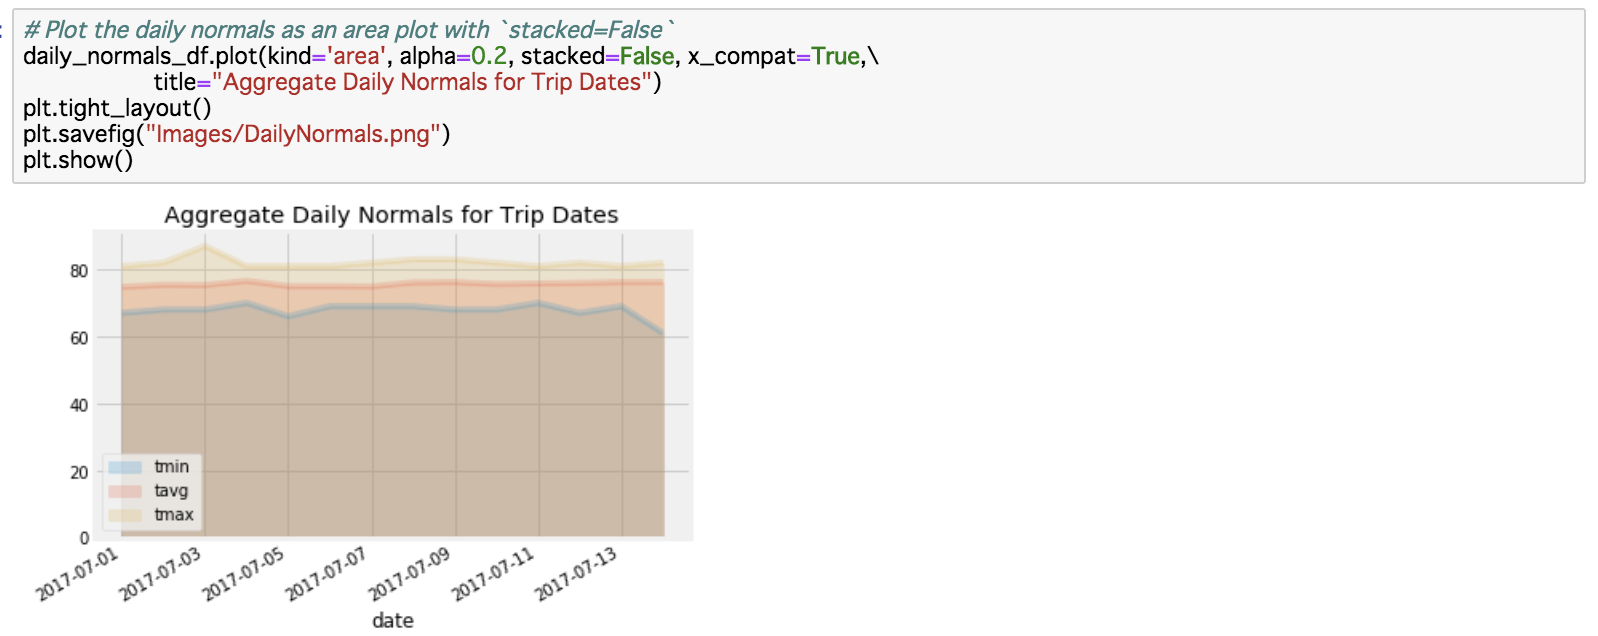 :
# Plot the daily normals as an area plot with `stacked=False`
daily_normals_df.plot(kind='area', alpha=0.2, stacked=False, x_compat=True,\
title="Aggregate Daily Normals for Trip Dates")
plt.tight_layout()
plt.savefig("Images/DailyNormals.png")
plt.show()
Aggregate Daily Normals for Trip Dates
80
60
40
20
0
tmin
tavg
tmax
2017-07-01
2017-07-03
2017-07-05
2017-07-07
2017-07-09
2017-07-11
2017-07-13
date